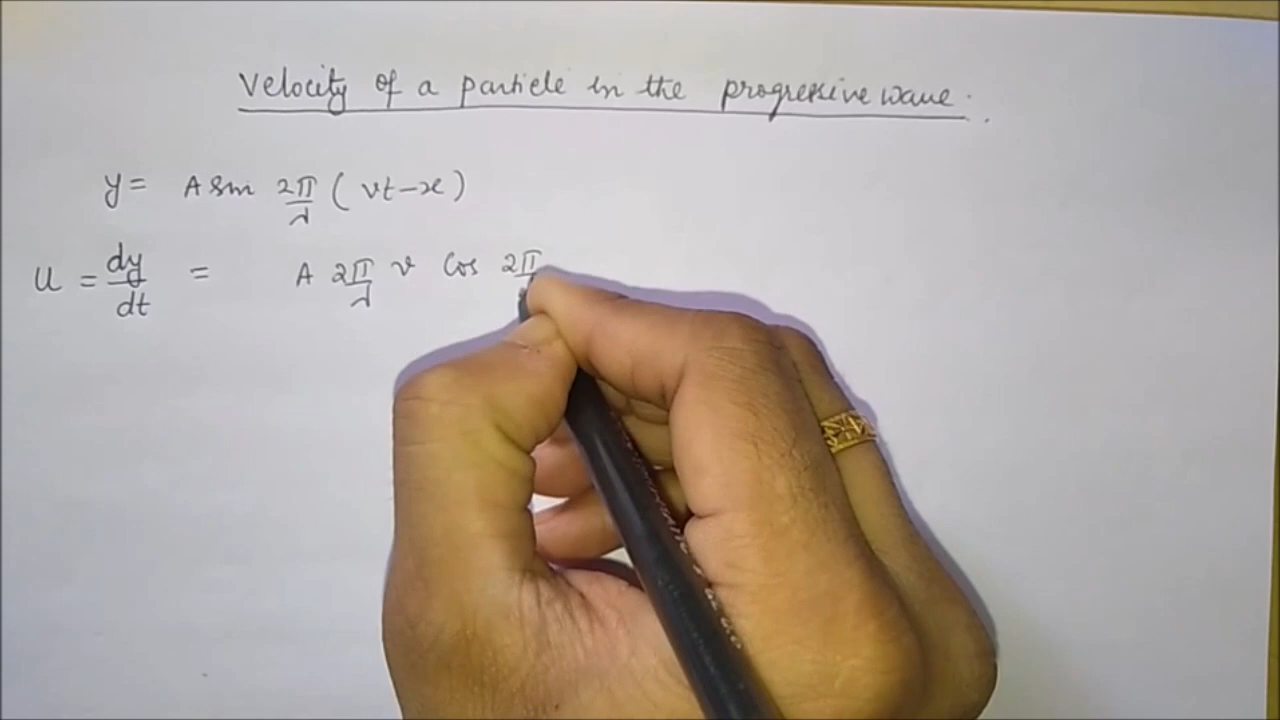 Velocity of a particle in the progressive wave.
y = A sin 2π/λ (vt-x)
U = dy/dt = A 2π/λ v Cos 2π